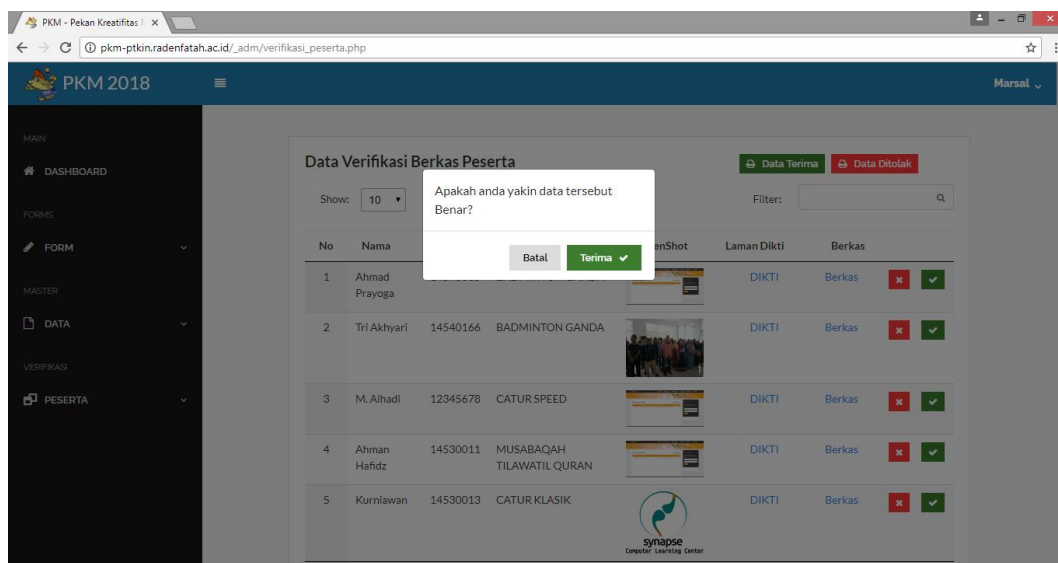 PKM - Pekan Kreatifitas
pkm-ptkin.radenfatah.ac.id/_adm/verifikasi_peserta.php
PKM 2018
Marsal
MAIN
DASHBOARD
FORMS
FORM
MASTER
DATA
VERIFIKASI
PESERTA
Data Verifikasi Berkas Peserta
Data Terima
Data Ditolak
Show: 10
Filter:
Apakah anda yakin data tersebut
Benar?
Batal
Terima
No Nama enShot Laman Dikti Berkas
1 Ahmad Prayoga DIKTI Berkas
2 Tri Akhyari 14540166 BADMINTON GANDA DIKTI Berkas
3 M. Alhadi 12345678 CATUR SPEED DIKTI Berkas
4 Ahman Hafidz 14530011 MUSABAQAH TILAWATIL QURAN DIKTI Berkas
5 Kurniawan 14530013 CATUR KLASIK DIKTI Berkas
synapse
Computer Learning Center